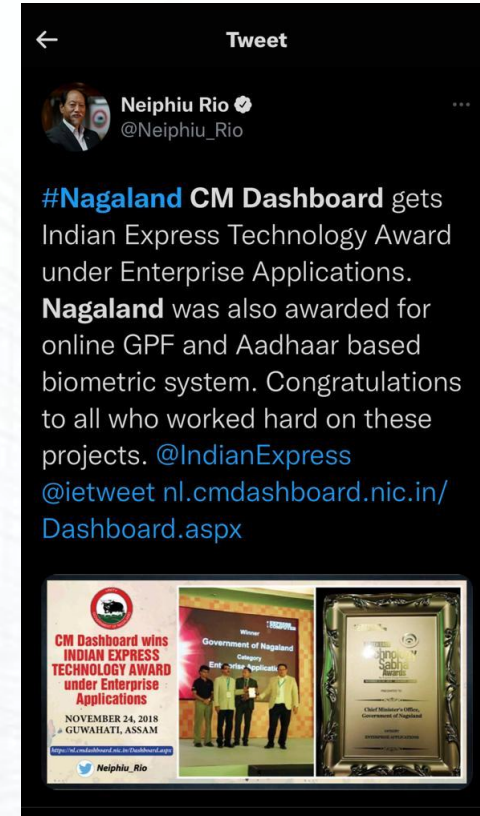 Tweet
Neiphiu Rio
@Neiphiu_Rio
#Nagaland CM Dashboard gets
Indian Express Technology Award
under Enterprise Applications.
Nagaland was also awarded for
online GPF and Aadhaar based
biometric system. Congratulations
to all who worked hard on these
projects. @IndianExpress
@ietweet nl.cmdashboard.nic.in/
Dashboard.aspx
CM Dashboard wins
INDIAN EXPRESS
TECHNOLOGY AWARD
under Enterprise
Applications
NOVEMBER 24, 2018
GUWAHATI, ASSAM
https://nl.cmdashboard.nic.in/Dashboard.aspx
Neiphiu_Rio
Winner
Government of Nagaland
Category
Sabha
Awards
Chief Minister's Office,
Government of Nagaland